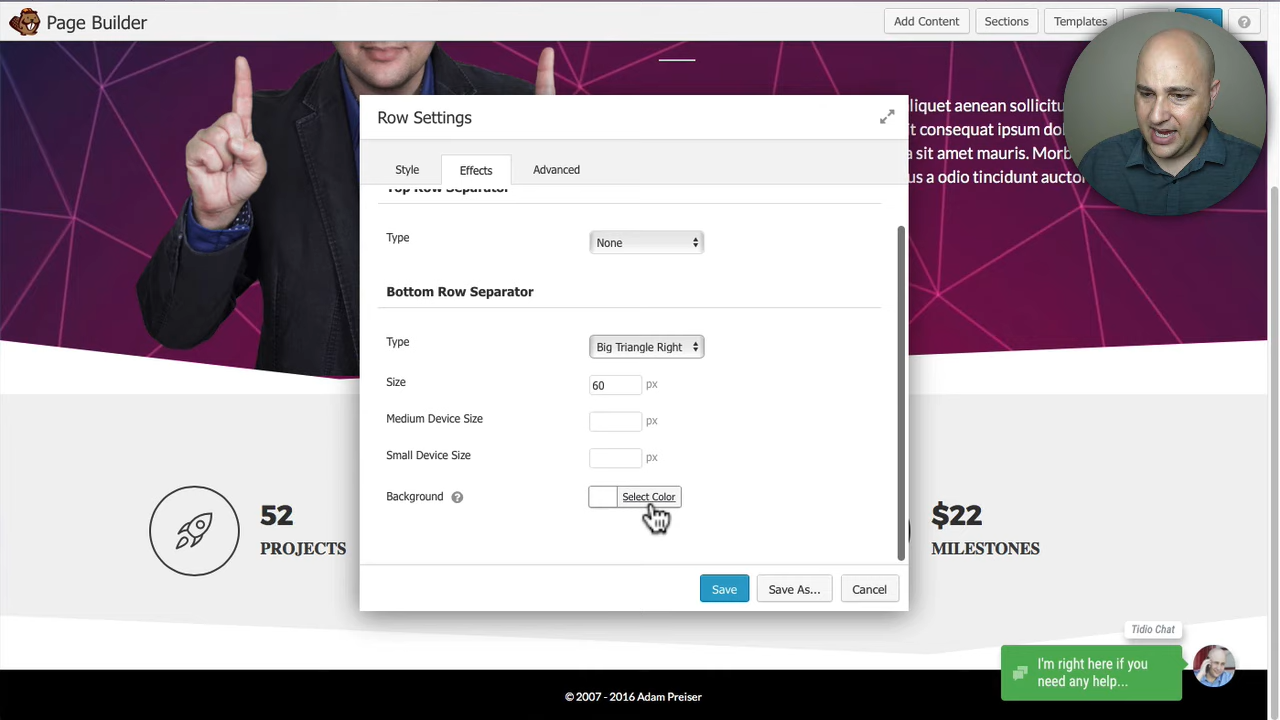 Page Builder
Add Content
Sections
Templates
?
liquet aenean sollicitu
t consequat ipsum do
a sit amet mauris. Morb
us a odio tincidunt aucto
Row Settings
Style
Effects
Advanced
Top Row Separator
Type
None
Bottom Row Separator
Type
Big Triangle Right
Size
60
px
Medium Device Size
px
Small Device Size
px
Background
?
Select Color
52
PROJECTS
$22
MILESTONES
Save
Save As...
Cancel
Tidio Chat
I'm right here if you
need any help...
© 2007 - 2016 Adam Preiser